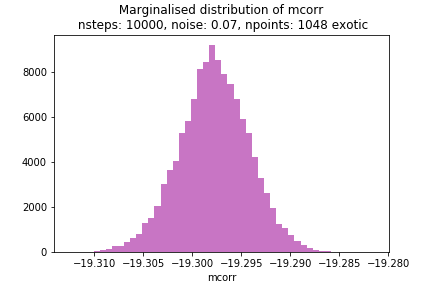 Marginalised distribution of mcorr
nsteps: 10000, noise: 0.07, npoints: 1048 exotic
8000
6000
4000
2000
0
−19.310 −19.305 −19.300 −19.295 −19.290 −19.285 −19.280
mcorr